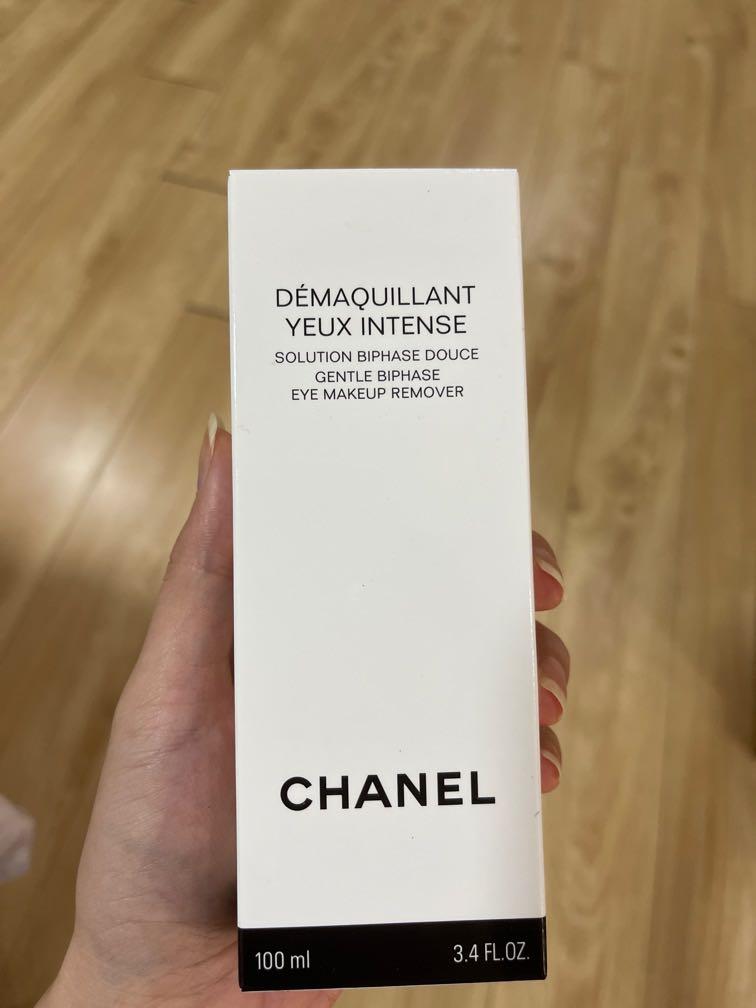 DÉMAQUILLANT
YEUX INTENSE
SOLUTION BIPHASE DOUCE
GENTLE BIPHASE
EYE MAKEUP REMOVER
CHANEL
100 ml 3.4 FL.OZ.